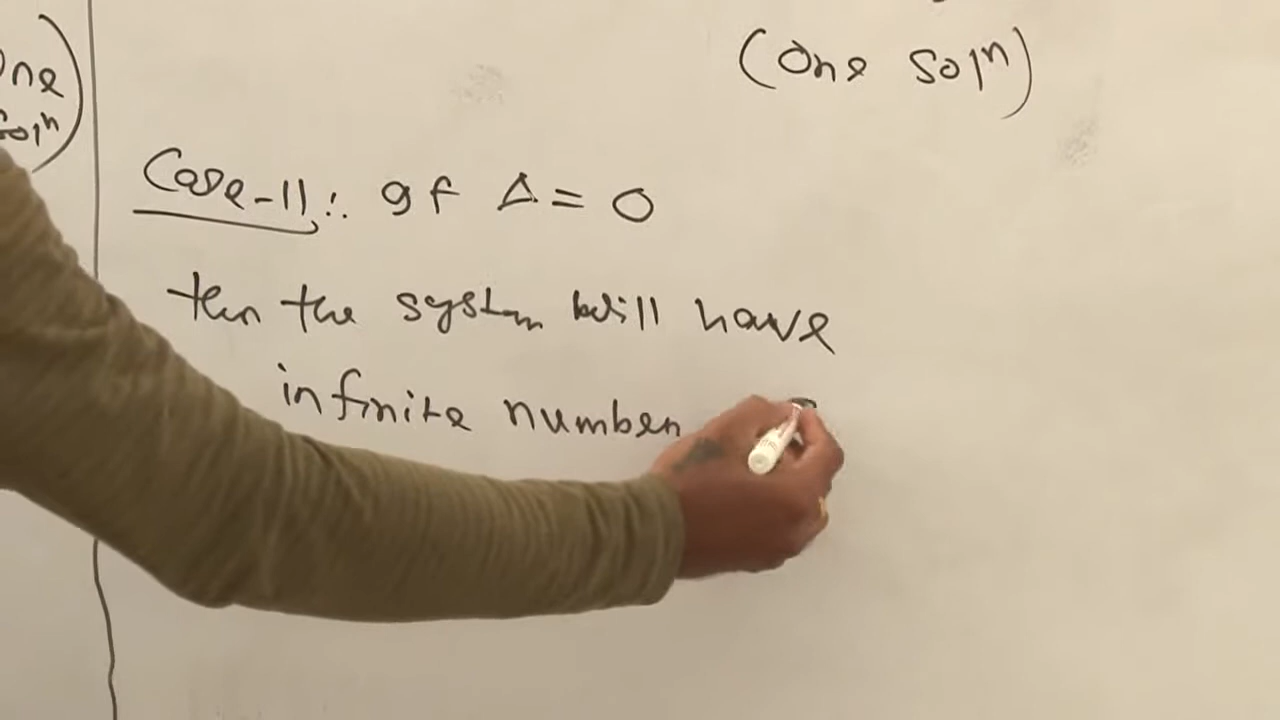 One
Solⁿ)
(One Solⁿ)
Case-II: If Δ = 0
then the system will have
infinite number